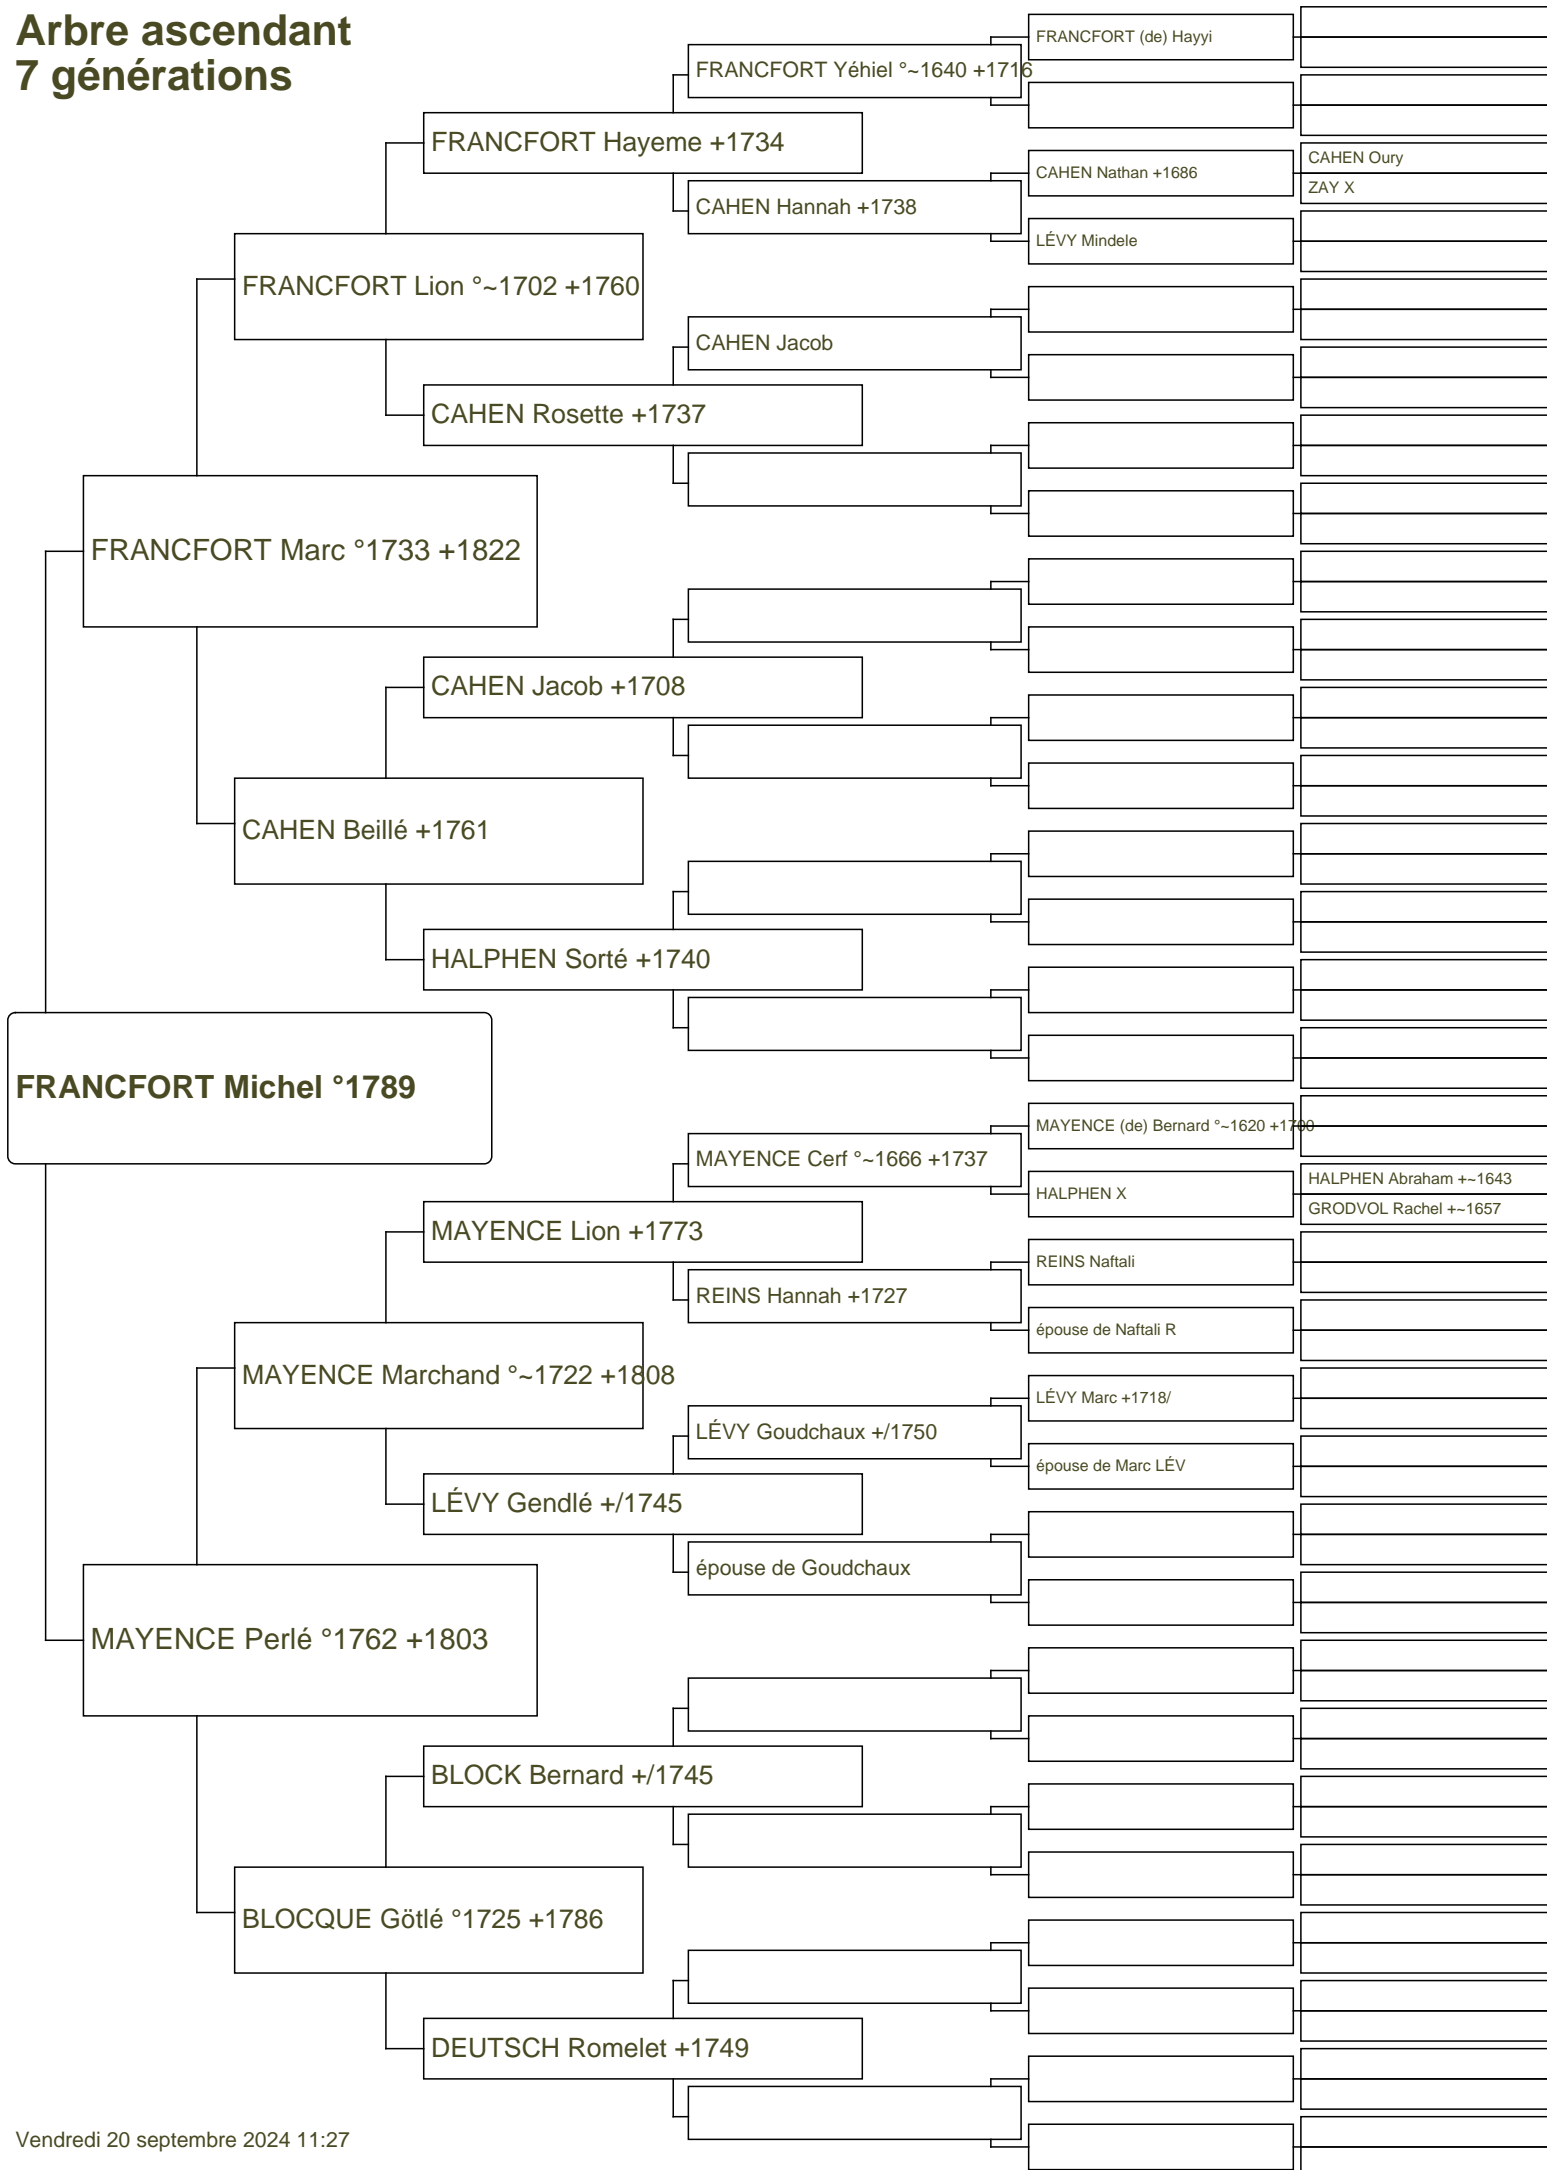 Arbre ascendant
7 générations
FRANCFORT (de) Hayyi
FRANCFORT Yéhiel °~1640 +1716
FRANCFORT Hayeme +1734
CAHEN Oury
CAHEN Nathan +1686
ZAY X
CAHEN Hannah +1738
LÉVY Mindele
FRANCFORT Lion °~1702 +1760
CAHEN Jacob
CAHEN Rosette +1737
FRANCFORT Marc °1733 +1822
CAHEN Jacob +1708
CAHEN Beillé +1761
HALPHEN Sorté +1740
FRANCFORT Michel °1789
MAYENCE (de) Bernard °~1620 +1700
MAYENCE Cerf °~1666 +1737
HALPHEN Abraham +~1643
HALPHEN X
GRODVOL Rachel +~1657
MAYENCE Lion +1773
REINS Naftali
REINS Hannah +1727
épouse de Naftali R
MAYENCE Marchand °~1722 +1808
LÉVY Marc +1718/
LÉVY Goudchaux +/1750
épouse de Marc LÉV
LÉVY Gendlé +/1745
épouse de Goudchaux
MAYENCE Perlé °1762 +1803
BLOCK Bernard +/1745
BLOCQUE Götlé °1725 +1786
DEUTSCH Romelet +1749
Vendredi 20 septembre 2024 11:27